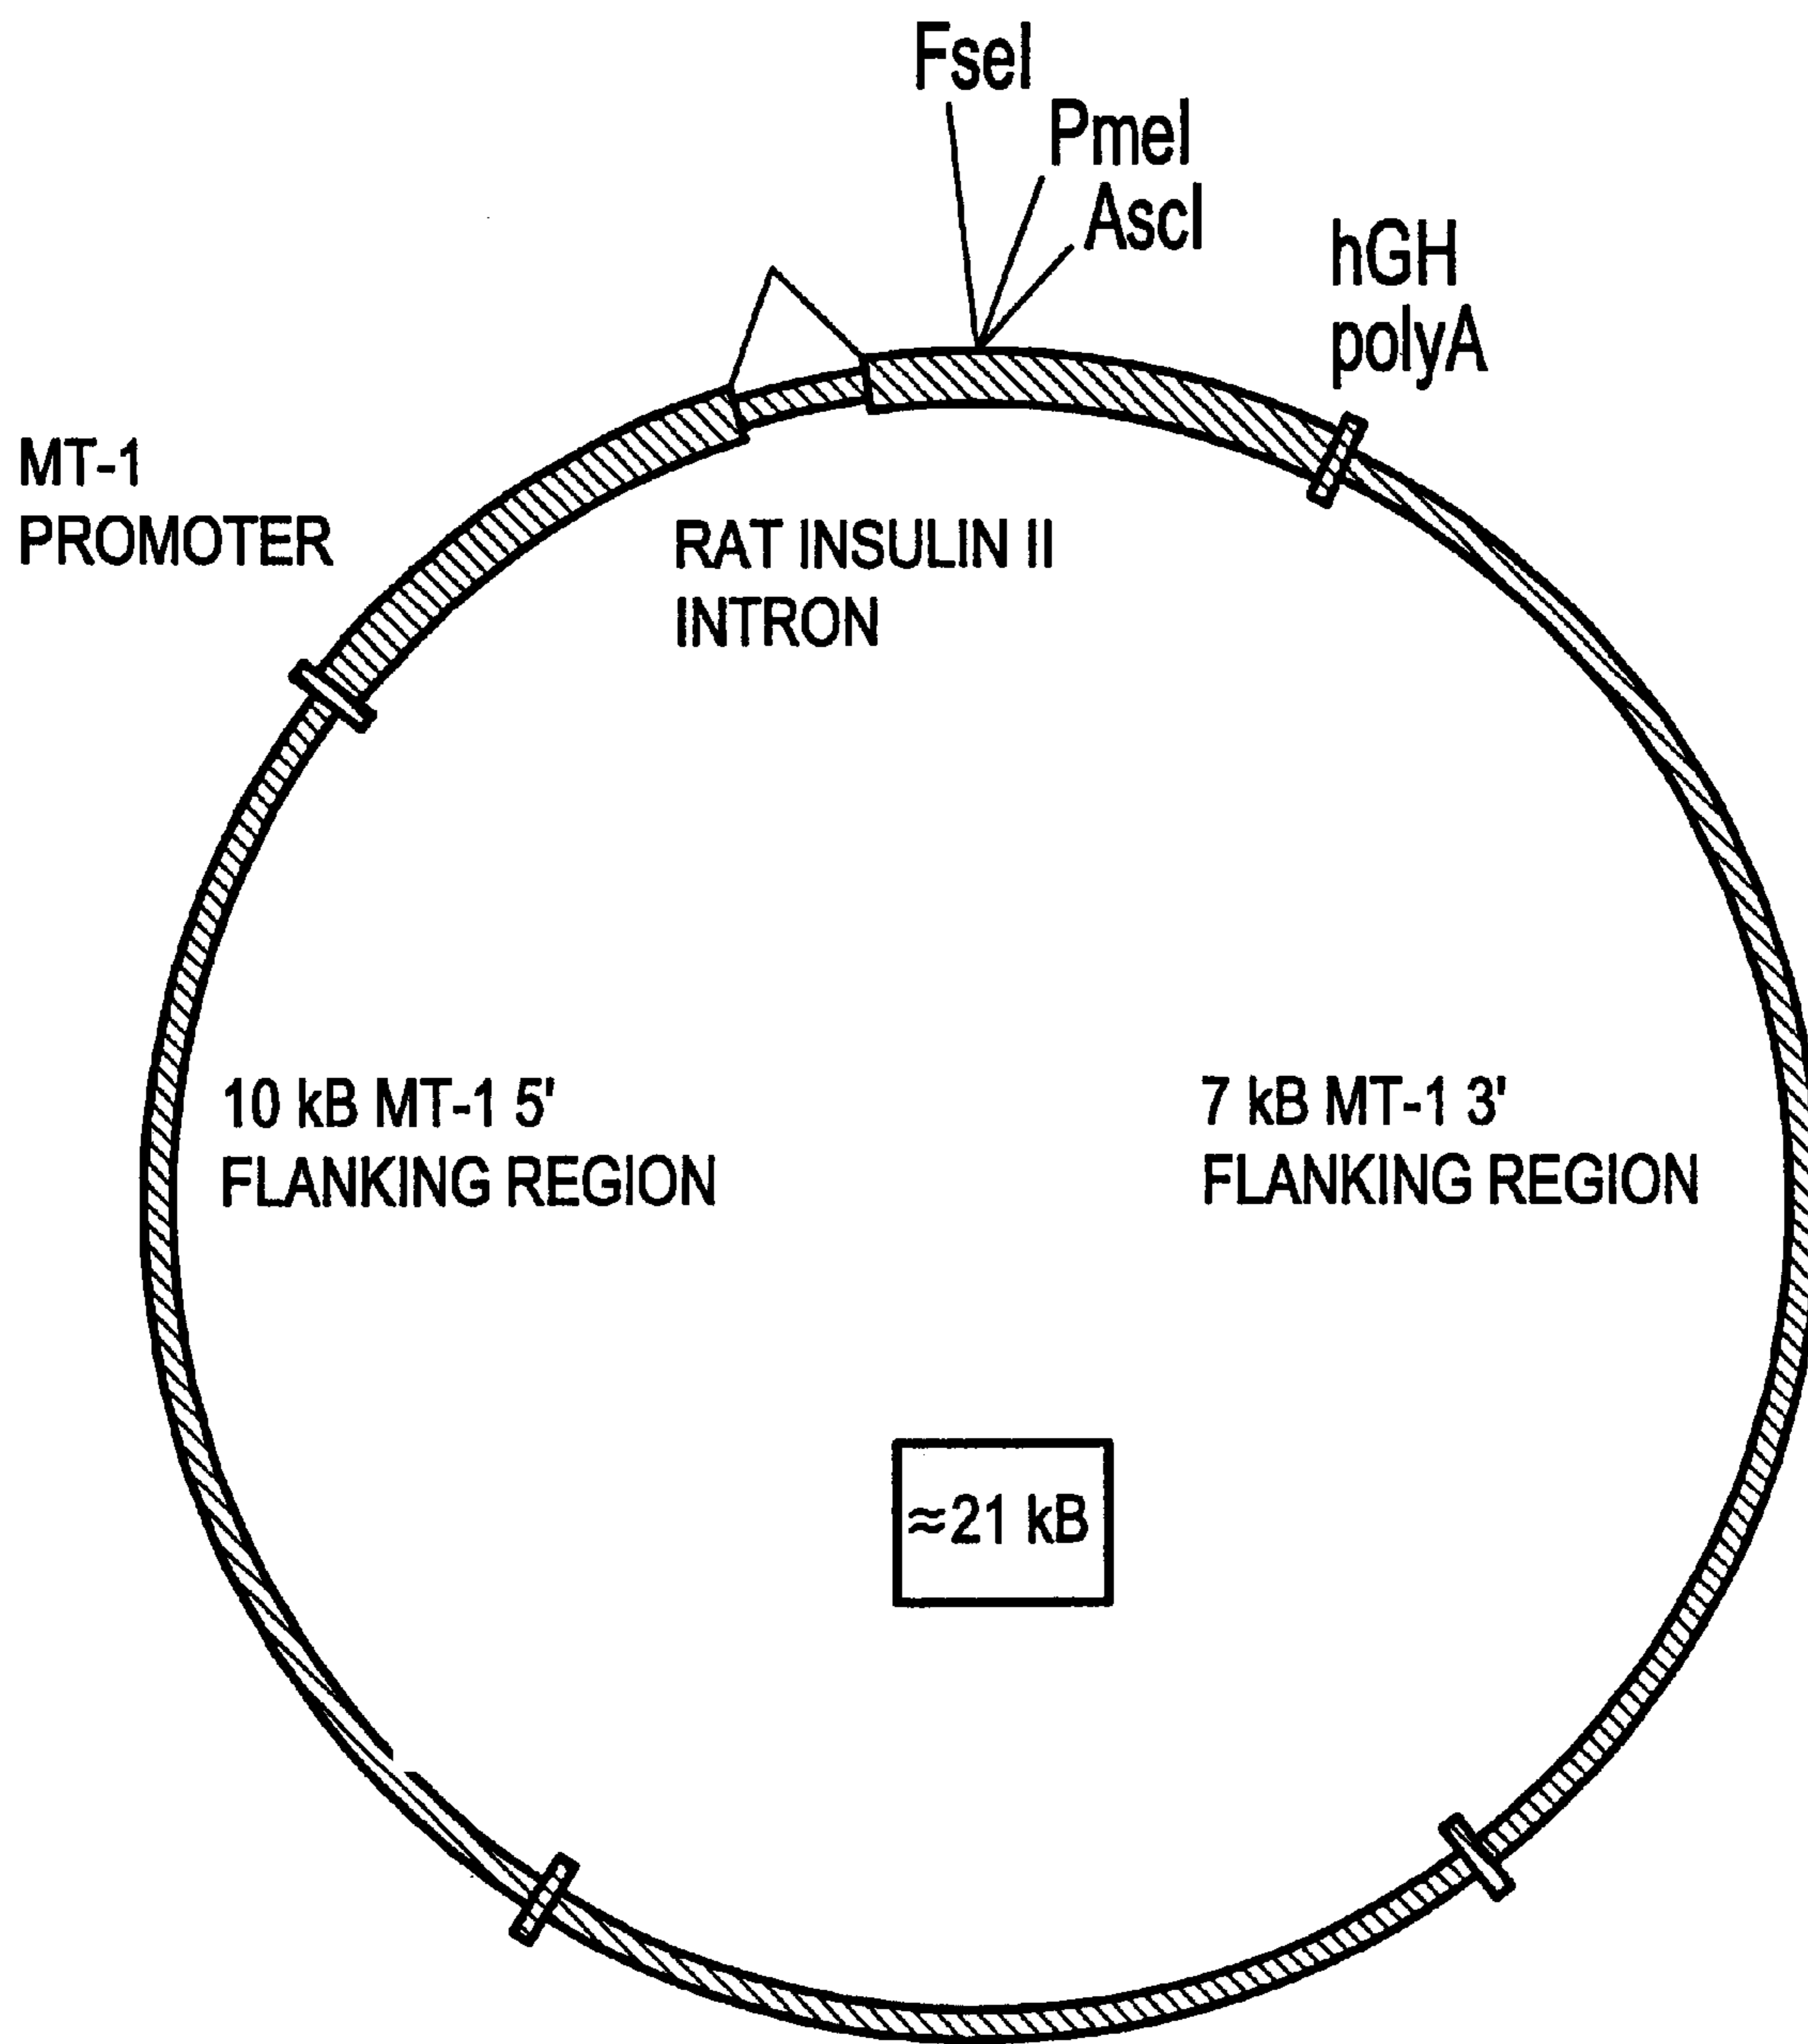 FseI
PmeI
AscI
hGH
polyA
MT-1
PROMOTER
RAT INSULIN II
INTRON
10 kB MT-1 5'
FLANKING REGION
7 kB MT-1 3'
FLANKING REGION
≈21 kB